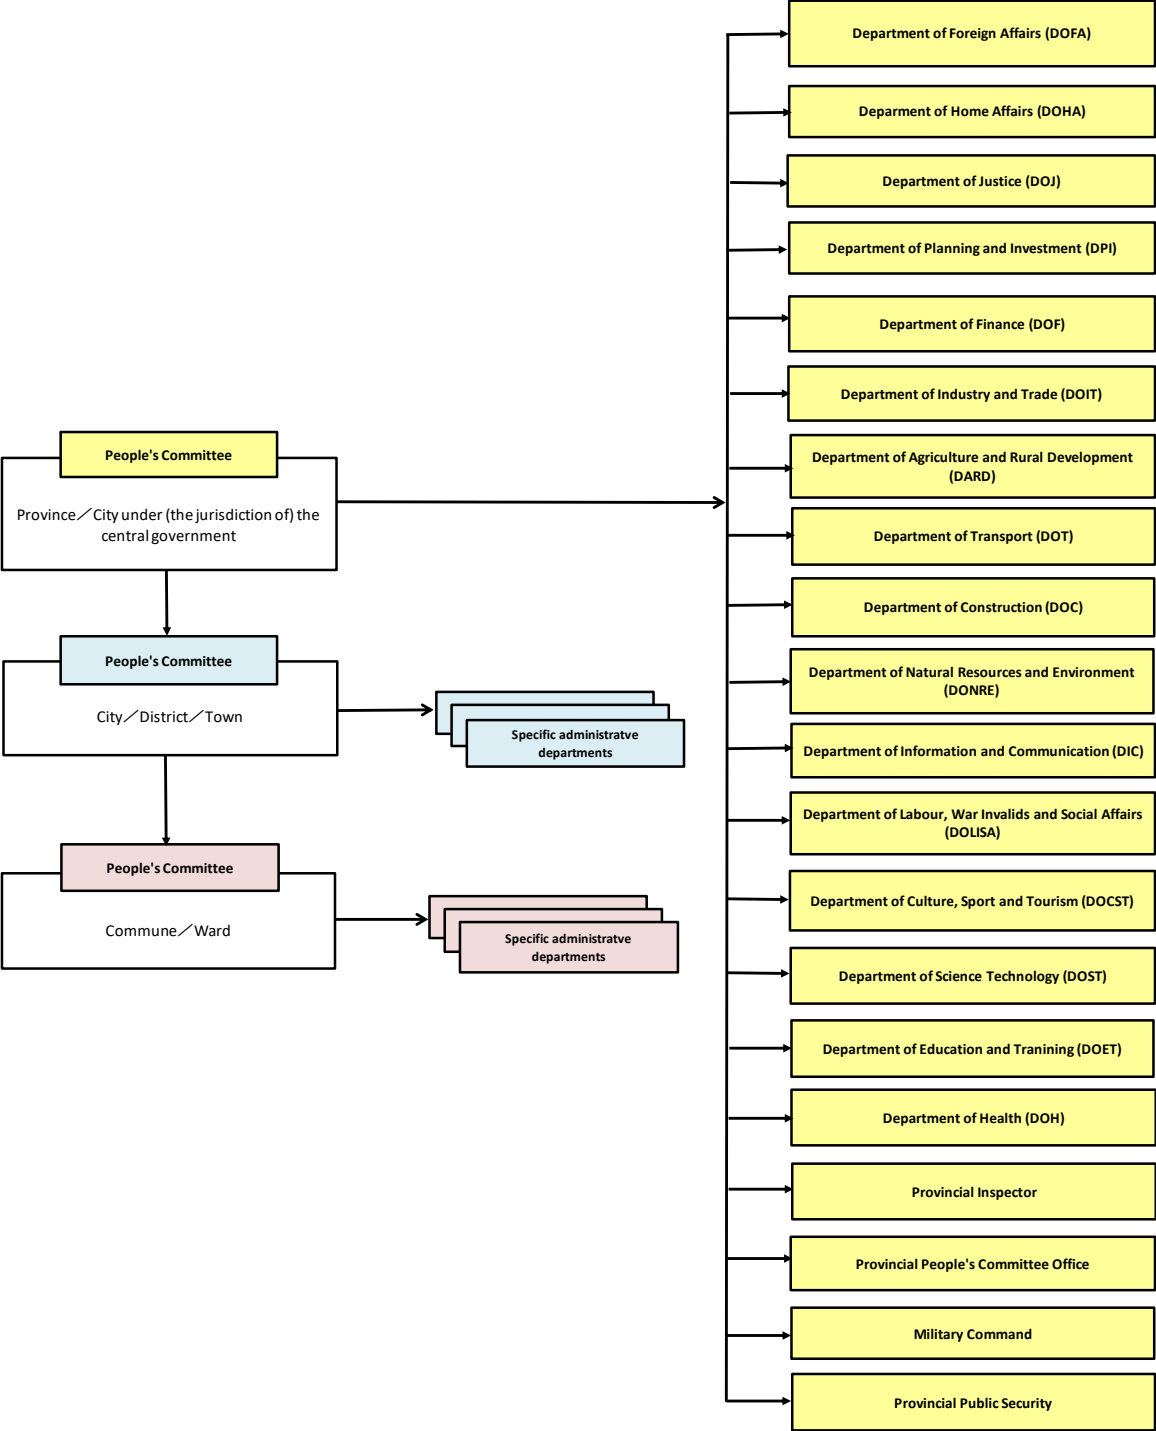 People's Committee
Province／City under (the jurisdiction of) the
central government
People's Committee
City／District／Town
Specific administratve
departments
People's Committee
Commune／Ward
Specific administratve
departments
Department of Foreign Affairs (DOFA)
Deparment of Home Affairs (DOHA)
Department of Justice (DOJ)
Department of Planning and Investment (DPI)
Department of Finance (DOF)
Department of Industry and Trade (DOIT)
Department of Agriculture and Rural Development
(DARD)
Department of Transport (DOT)
Department of Construction (DOC)
Department of Natural Resources and Environment
(DONRE)
Department of Information and Communication (DIC)
Department of Labour, War Invalids and Social Affairs
(DOLISA)
Department of Culture, Sport and Tourism (DOCST)
Department of Science Technology (DOST)
Department of Education and Tranining (DOET)
Department of Health (DOH)
Provincial Inspector
Provincial People's Committee Office
Military Command
Provincial Public Security